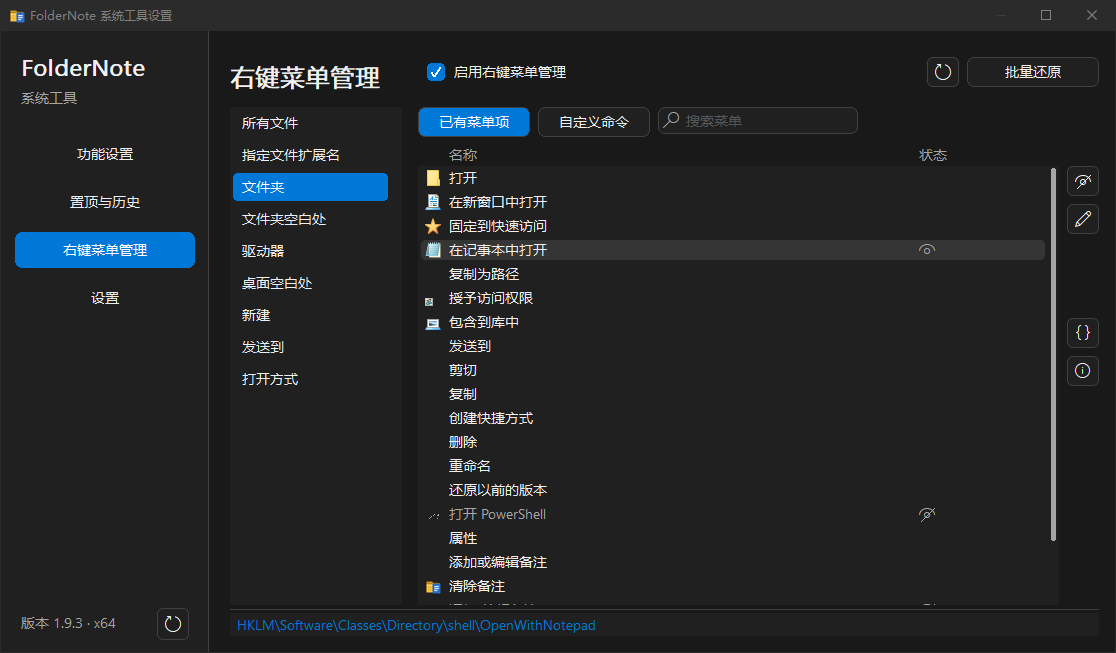 FolderNote 系统工具设置
FolderNote
系统工具
功能设置
置顶与历史
右键菜单管理
设置
版本 1.9.3 · x64
右键菜单管理
启用右键菜单管理
批量还原
所有文件
指定文件扩展名
文件夹
文件夹空白处
驱动器
桌面空白处
新建
发送到
打开方式
已有菜单项
自定义命令
搜索菜单
名称 状态
打开
在新窗口中打开
固定到快速访问
在记事本中打开
复制为路径
授予访问权限
包含到库中
发送到
剪切
复制
创建快捷方式
删除
重命名
还原以前的版本
打开 PowerShell
属性
添加或编辑备注
清除备注
{}
HKLM\Software\Classes\Directory\shell\OpenWithNotepad